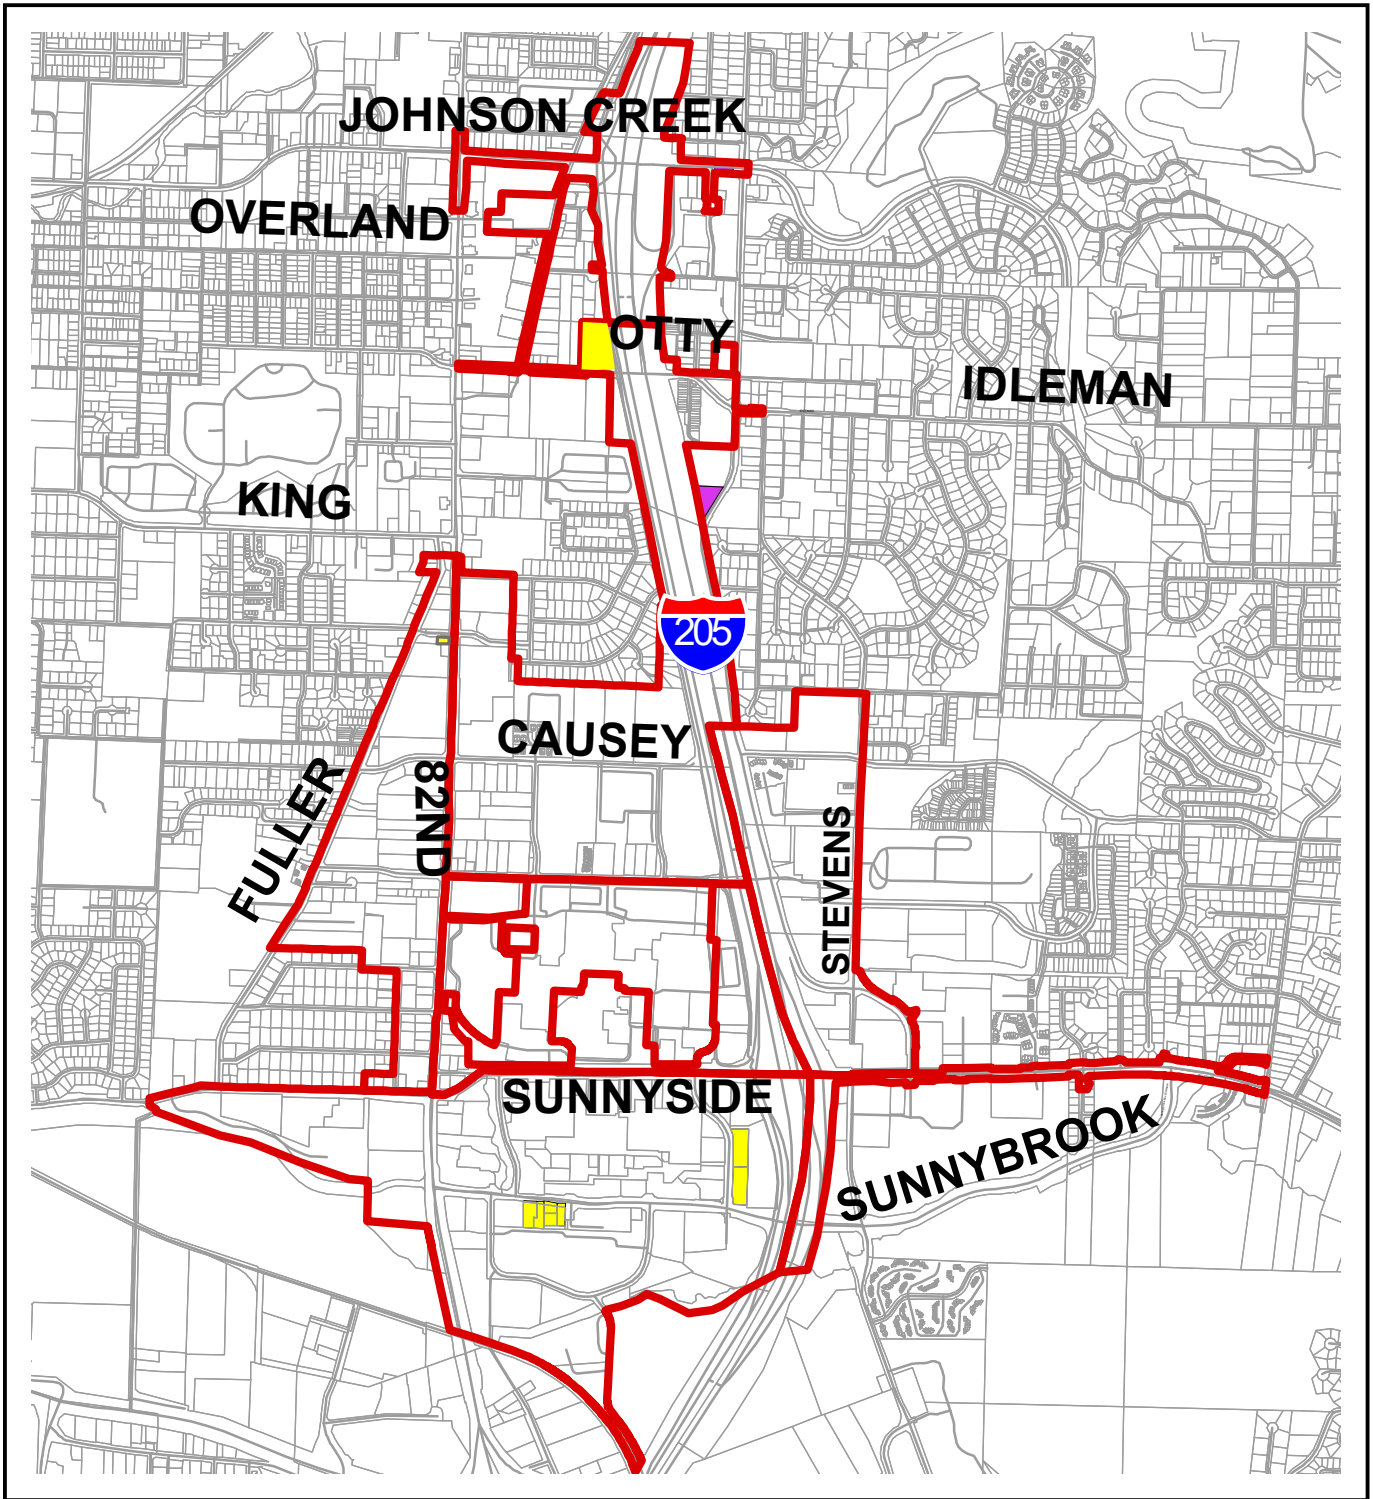 JOHNSON CREEK
OVERLAND
OTTY
IDLEMAN
KING
205
CAUSEY
FULLER
82ND
STEVENS
SUNNYSIDE
SUNNYBROOK